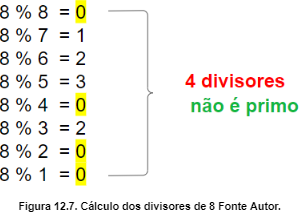 8 % 8 = 0
8 % 7 = 1
8 % 6 = 2
8 % 5 = 3
8 % 4 = 0
8 % 3 = 2
8 % 2 = 0
8 % 1 = 0
4 divisores
não é primo
Figura 12.7. Cálculo dos divisores de 8 Fonte Autor.